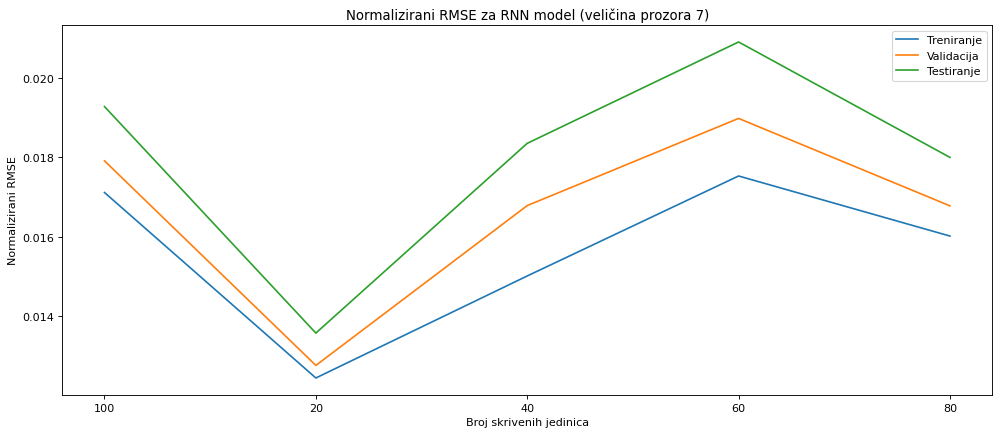 Normalizirani RMSE za RNN model (veličina prozora 7)
Treniranje
Validacija
Testiranje
Normalizirani RMSE
0.020
0.018
0.016
0.014
100
20
40
60
80
Broj skrivenih jedinica